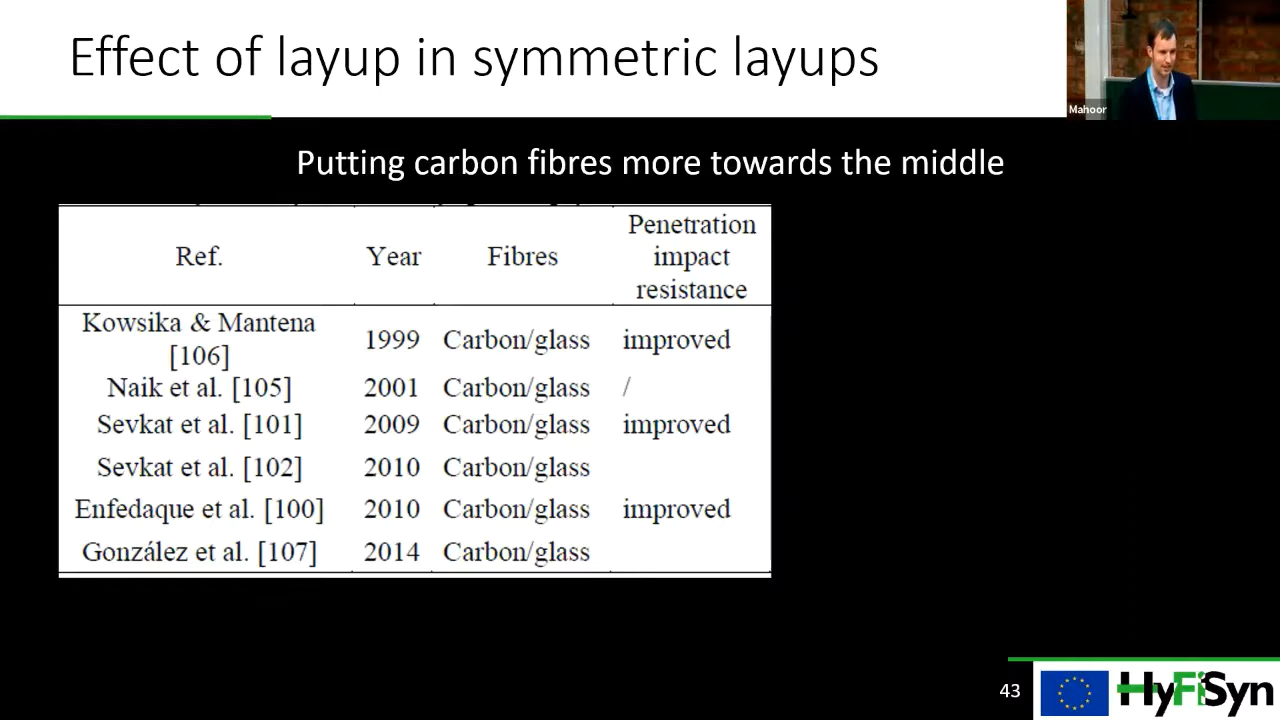 Effect of layup in symmetric layups
Mahoor
Putting carbon fibres more towards the middle
Ref. Year Fibres Penetration impact resistance
Kowsika & Mantena [106] 1999 Carbon/glass improved
Naik et al. [105] 2001 Carbon/glass /
Sevkat et al. [101] 2009 Carbon/glass improved
Sevkat et al. [102] 2010 Carbon/glass
Enfedaque et al. [100] 2010 Carbon/glass improved
González et al. [107] 2014 Carbon/glass
43
HyFiSyn